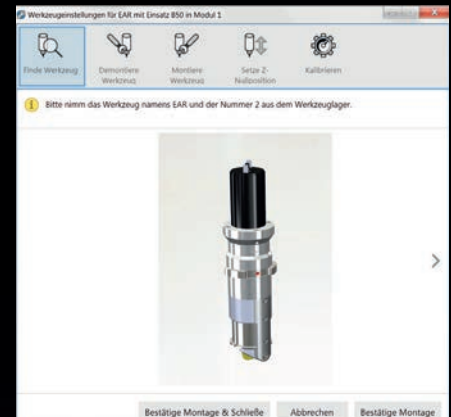 Werkzeugeinstellungen für EAR mit Einsatz B50 in Modul 1
Finde Werkzeug
Demontiere Werkzeug
Montiere Werkzeug
Setze Z-Nullposition
Kalibrieren
Bitte nimm das Werkzeug namens EAR und der Nummer 2 aus dem Werkzeuglager.
Bestätige Montage & Schließe
Abbrechen
Bestätige Montage